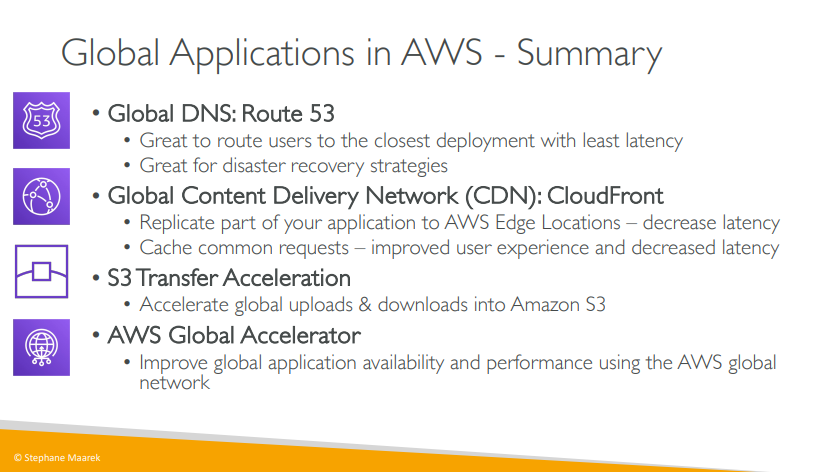 Global Applications in AWS - Summary
53
• Global DNS: Route 53
• Great to route users to the closest deployment with least latency
• Great for disaster recovery strategies
• Global Content Delivery Network (CDN): CloudFront
• Replicate part of your application to AWS Edge Locations – decrease latency
• Cache common requests – improved user experience and decreased latency
• S3 Transfer Acceleration
• Accelerate global uploads & downloads into Amazon S3
• AWS Global Accelerator
• Improve global application availability and performance using the AWS global
network
© Stephane Maarek